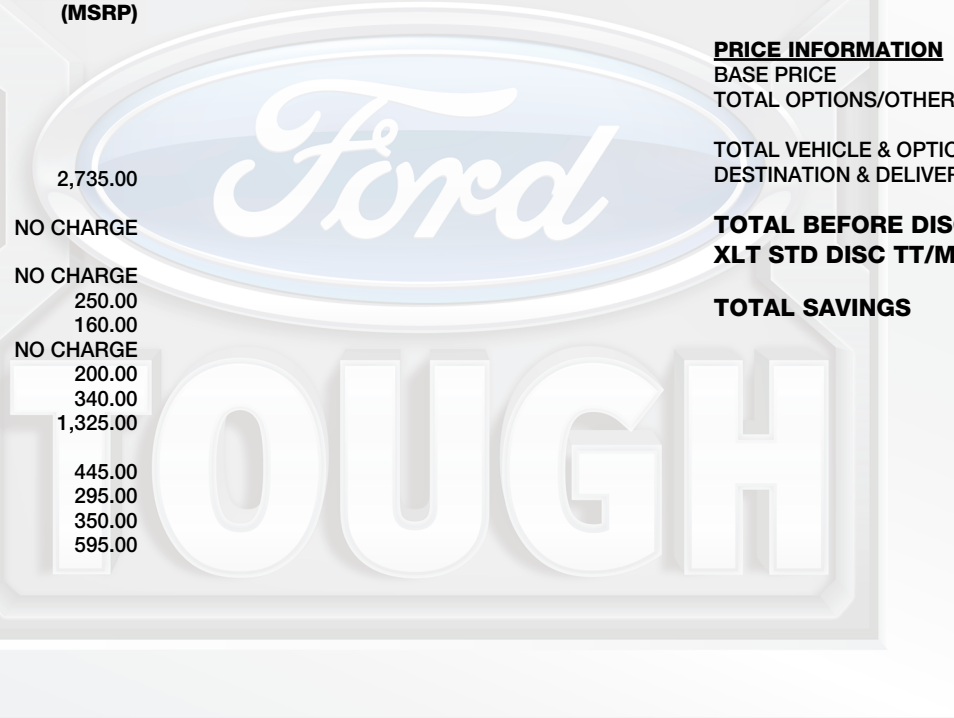 (MSRP)
2,735.00
NO CHARGE
NO CHARGE
250.00
160.00
NO CHARGE
200.00
340.00
1,325.00
445.00
295.00
350.00
595.00
PRICE INFORMATION
BASE PRICE
TOTAL OPTIONS/OTHER
TOTAL VEHICLE & OPTIO
DESTINATION & DELIVER
TOTAL BEFORE DISC
XLT STD DISC TT/M
TOTAL SAVINGS
Ford
TOUGH